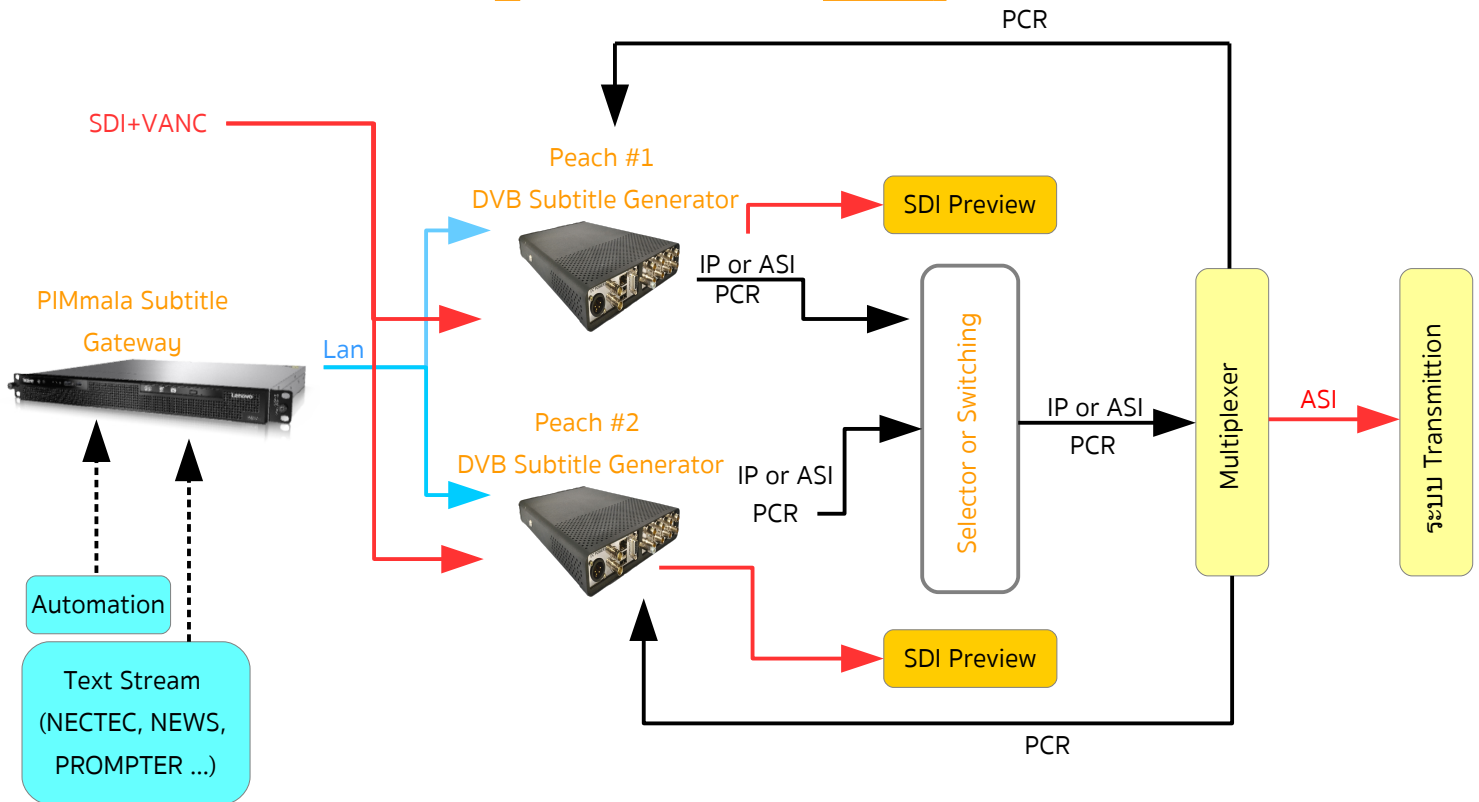 PCR
SDI+VANC
Peach #1
DVB Subtitle Generator
SDI Preview
IP or ASI
PCR
PIMmala Subtitle
Gateway
Lan
Lenovo
Peach #2
DVB Subtitle Generator
IP or ASI
PCR
Selector or Switching
IP or ASI
PCR
Multiplexer
ASI
ระบบ Transmittion
Automation
Text Stream
(NECTEC, NEWS,
PROMPTER ...)
SDI Preview
PCR